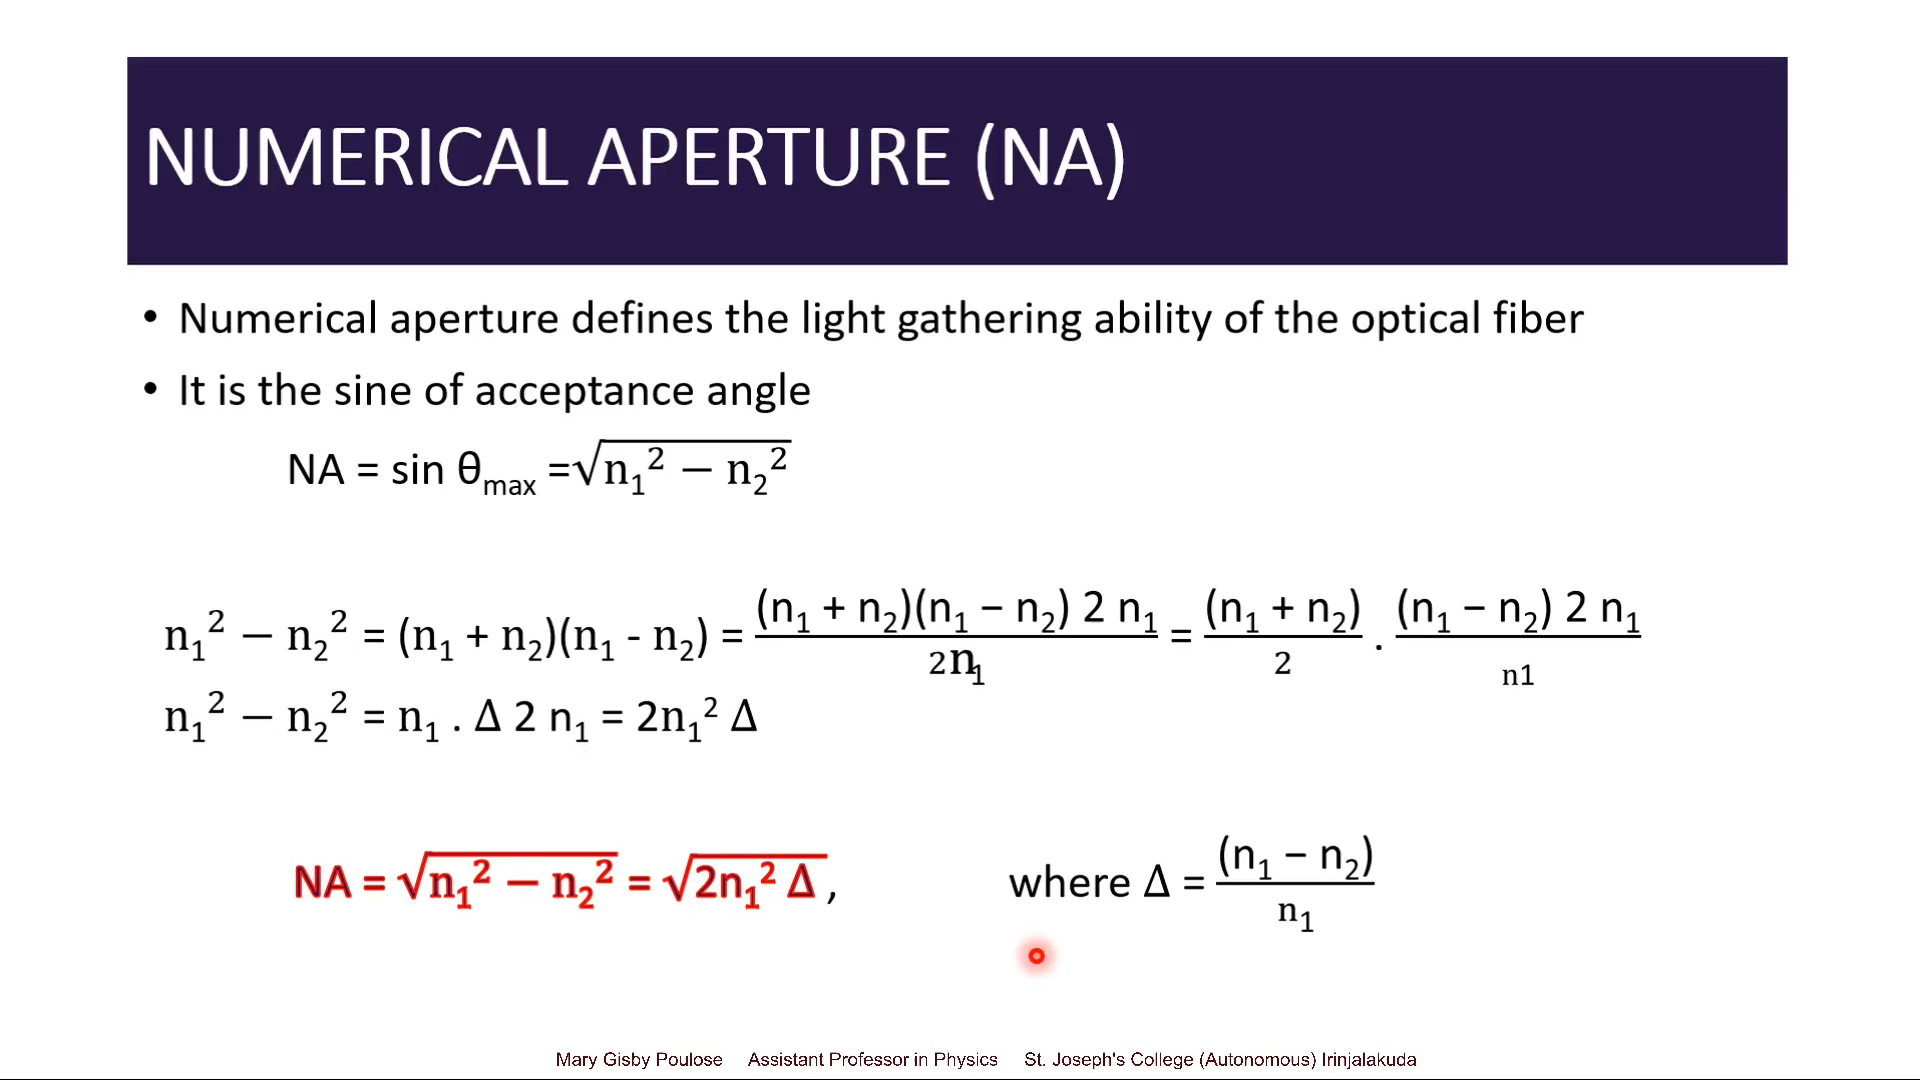 NUMERICAL APERTURE (NA)
• Numerical aperture defines the light gathering ability of the optical fiber
• It is the sine of acceptance angle
NA = sin θₘₐₓ =√(n₁² − n₂²)
n₁² − n₂² = (n₁ + n₂)(n₁ - n₂) = (n₁ + n₂)(n₁ − n₂) 2 n₁ / 2n₁ = (n₁ + n₂) / 2 . (n₁ − n₂) 2 n₁ / n1
n₁² − n₂² = n₁ . Δ 2 n₁ = 2n₁² Δ
NA = √(n₁² − n₂²) = √(2n₁² Δ) , where Δ = (n₁ − n₂) / n₁
Mary Gisby Poulose Assistant Professor in Physics St. Joseph's College (Autonomous) Irinjalakuda